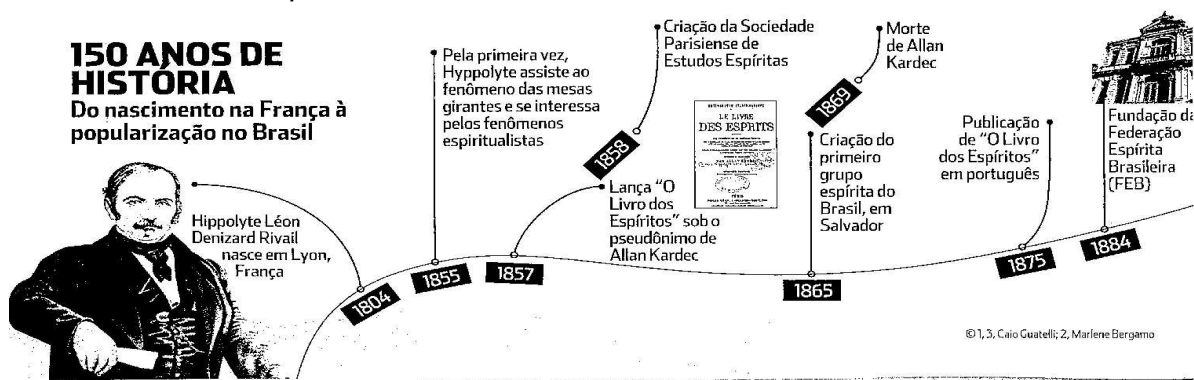 150 ANOS DE
HISTÓRIA
Do nascimento na França à
popularização no Brasil
Hippolyte Léon
Denizard Rivail
nasce em Lyon,
França
1804
Pela primeira vez,
Hyppolyte assiste ao
fenômeno das mesas
girantes e se interessa
pelos fenômenos
espiritualistas
1855
Lança “O
Livro dos
Espíritos” sob o
pseudônimo de
Allan Kardec
1857
Criação da Sociedade
Parisiense de
Estudos Espíritas
1858
LE LIVRE
DES ESPRITS
Criação do
primeiro
grupo
espírita do
Brasil, em
Salvador
1865
Morte
de Allan
Kardec
1869
Publicação
de “O Livro
dos Espíritos”
em português
1875
Fundação da
Federação
Espírita
Brasileira
(FEB)
1884
© 1, 3, Caio Guatelli; 2, Marlene Bergamo